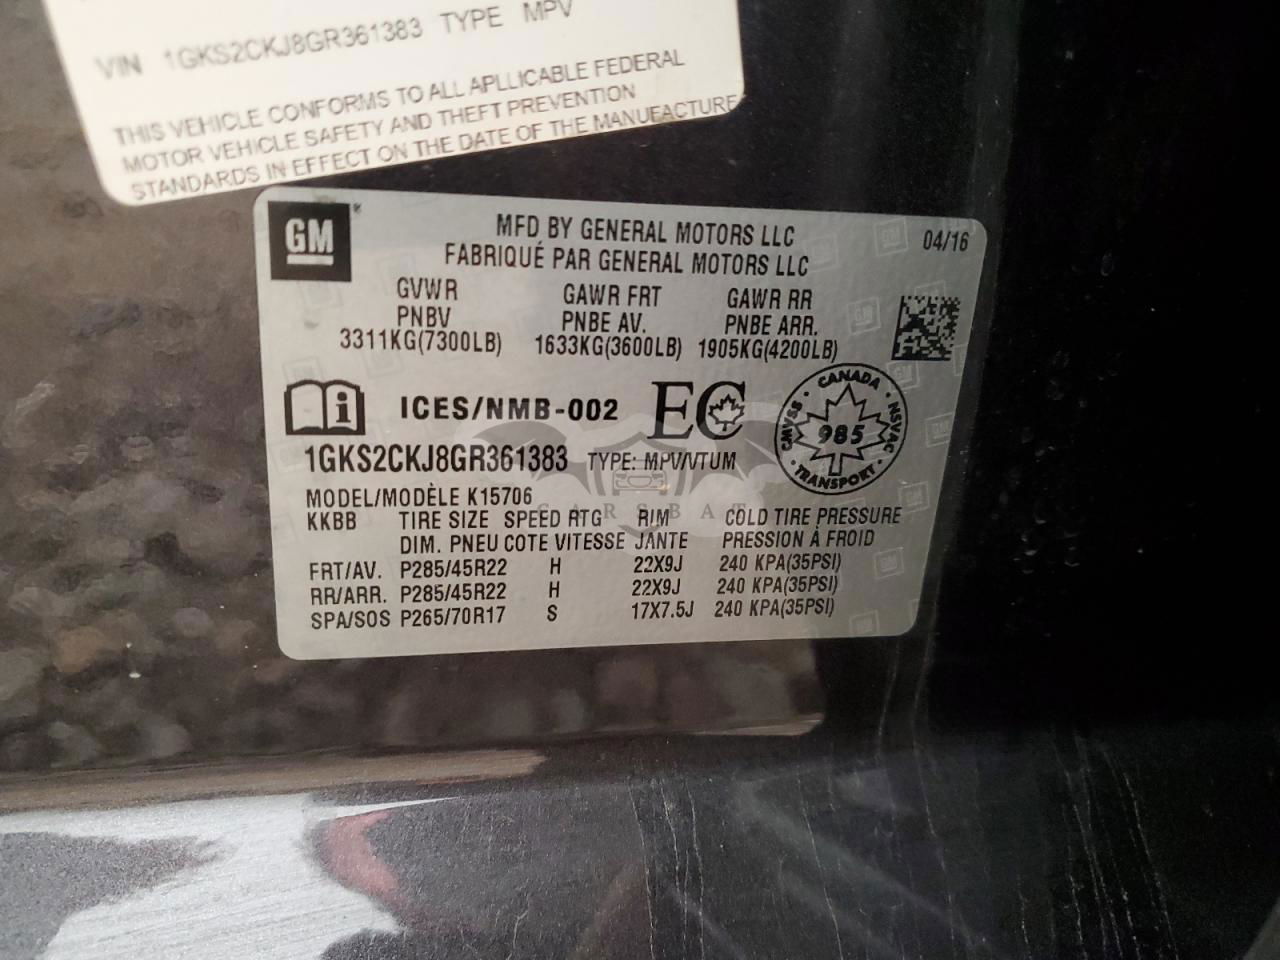 VIN 1GKS2CKJ8GR361383 TYPE MPV
THIS VEHICLE CONFORMS TO ALL APLLICABLE FEDERAL
MOTOR VEHICLE SAFETY AND THEFT PREVENTION
STANDARDS IN EFFECT ON THE DATE OF THE MANUFACTURE
GM
MFD BY GENERAL MOTORS LLC
04/16
FABRIQUÉ PAR GENERAL MOTORS LLC
GVWR GAWR FRT GAWR RR
PNBV PNBE AV. PNBE ARR.
3311KG(7300LB) 1633KG(3600LB) 1905KG(4200LB)
ICES/NMB-002 EC
CANADA
CMVSS 985 NSVAC
TRANSPORT
1GKS2CKJ8GR361383 TYPE: MPV/VTUM
MODEL/MODÈLE K15706
CARSBAT
KKBB TIRE SIZE SPEED RTG RIM COLD TIRE PRESSURE
DIM. PNEU COTE VITESSE JANTE PRESSION À FROID
FRT/AV. P285/45R22 H 22X9J 240 KPA(35PSI)
RR/ARR. P285/45R22 H 22X9J 240 KPA(35PSI)
SPA/SOS P265/70R17 S 17X7.5J 240 KPA(35PSI)